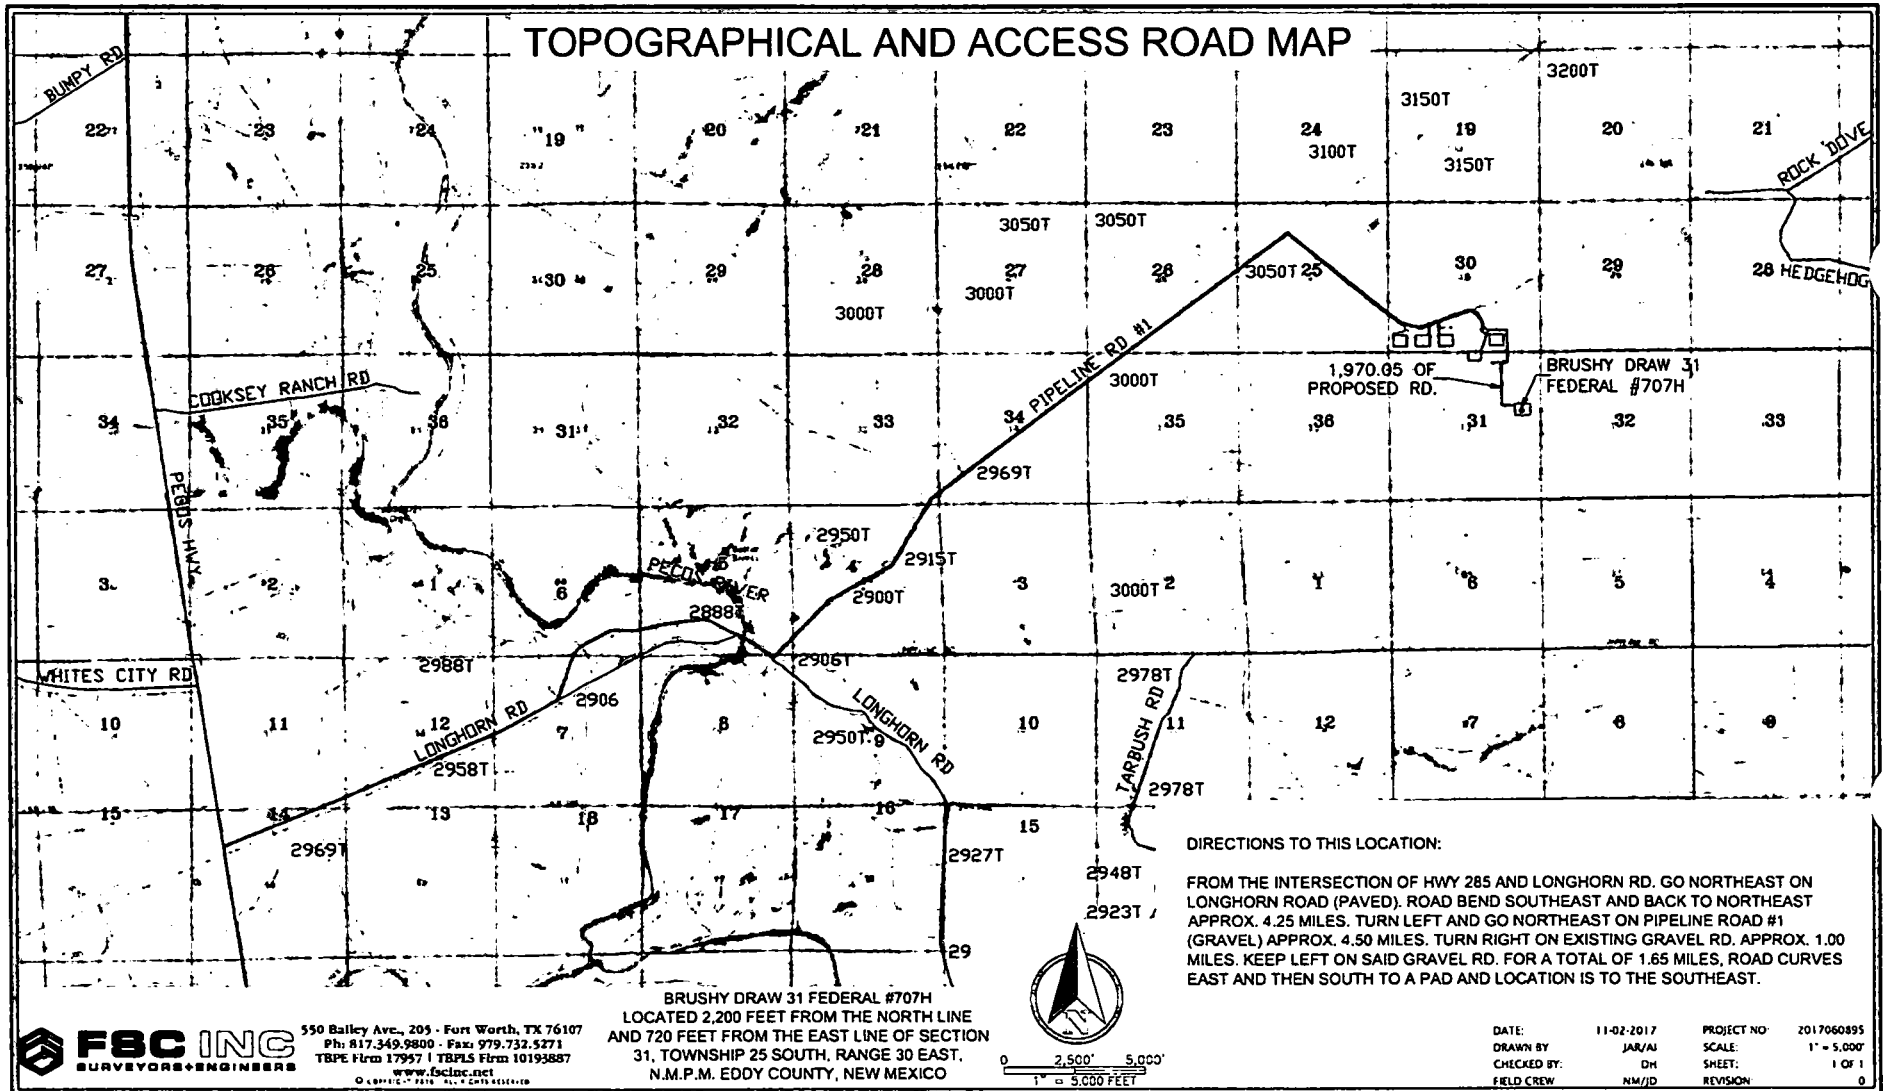 TOPOGRAPHICAL AND ACCESS ROAD MAP
BUMPY RD
3200T
3150T
22 23 24 19 20 21 22 23 24 19 20 21
3100T
3150T
ROCK DOVE
3050T 3050T
27 26 25 30 29 28 27 26 3050T 25 30 29 28 HEDGEHOG
3000T
3000T
PIPELINE RD #1
COOKSEY RANCH RD
3000T
1,970.05 OF
PROPOSED RD.
BRUSHY DRAW 31
FEDERAL #707H
34 35 36 31 32 33 34 35 36 31 32 33
2969T
PECOS HWY
2950T
2915T
PECOS RIVER
3 2 1 6 5 4 3 2 1 6 5 4
3000T
2900T
2888T
2988T
2906T
2978T
WHITES CITY RD
2906
10 11 12 7 8 9 10 11 12 7 8 9
LONGHORN RD
LONGHORN RD
2950T
TARBUSH RD
2958T
2978T
15 14 13 18 17 16 15
2969T
2927T
2948T
2923T
29
DIRECTIONS TO THIS LOCATION:
FROM THE INTERSECTION OF HWY 285 AND LONGHORN RD. GO NORTHEAST ON
LONGHORN ROAD (PAVED). ROAD BEND SOUTHEAST AND BACK TO NORTHEAST
APPROX. 4.25 MILES. TURN LEFT AND GO NORTHEAST ON PIPELINE ROAD #1
(GRAVEL) APPROX. 4.50 MILES. TURN RIGHT ON EXISTING GRAVEL RD. APPROX. 1.00
MILES. KEEP LEFT ON SAID GRAVEL RD. FOR A TOTAL OF 1.65 MILES, ROAD CURVES
EAST AND THEN SOUTH TO A PAD AND LOCATION IS TO THE SOUTHEAST.
FSC INC
SURVEYORS+ENGINEERS
550 Bailey Ave., 205 - Fort Worth, TX 76107
Ph: 817.349.9800 - Fax: 979.732.5271
TBPE Firm 17957 | TBPLS Firm 10193887
www.fscinc.net
BRUSHY DRAW 31 FEDERAL #707H
LOCATED 2,200 FEET FROM THE NORTH LINE
AND 720 FEET FROM THE EAST LINE OF SECTION
31, TOWNSHIP 25 SOUTH, RANGE 30 EAST,
N.M.P.M. EDDY COUNTY, NEW MEXICO
0 2,500' 5,000'
1" = 5,000 FEET
DATE: 11-02-2017 PROJECT NO: 2017060895
DRAWN BY JAR/AI SCALE: 1" = 5,000'
CHECKED BY: DH SHEET: 1 OF 1
FIELD CREW NM/JD REVISION 0